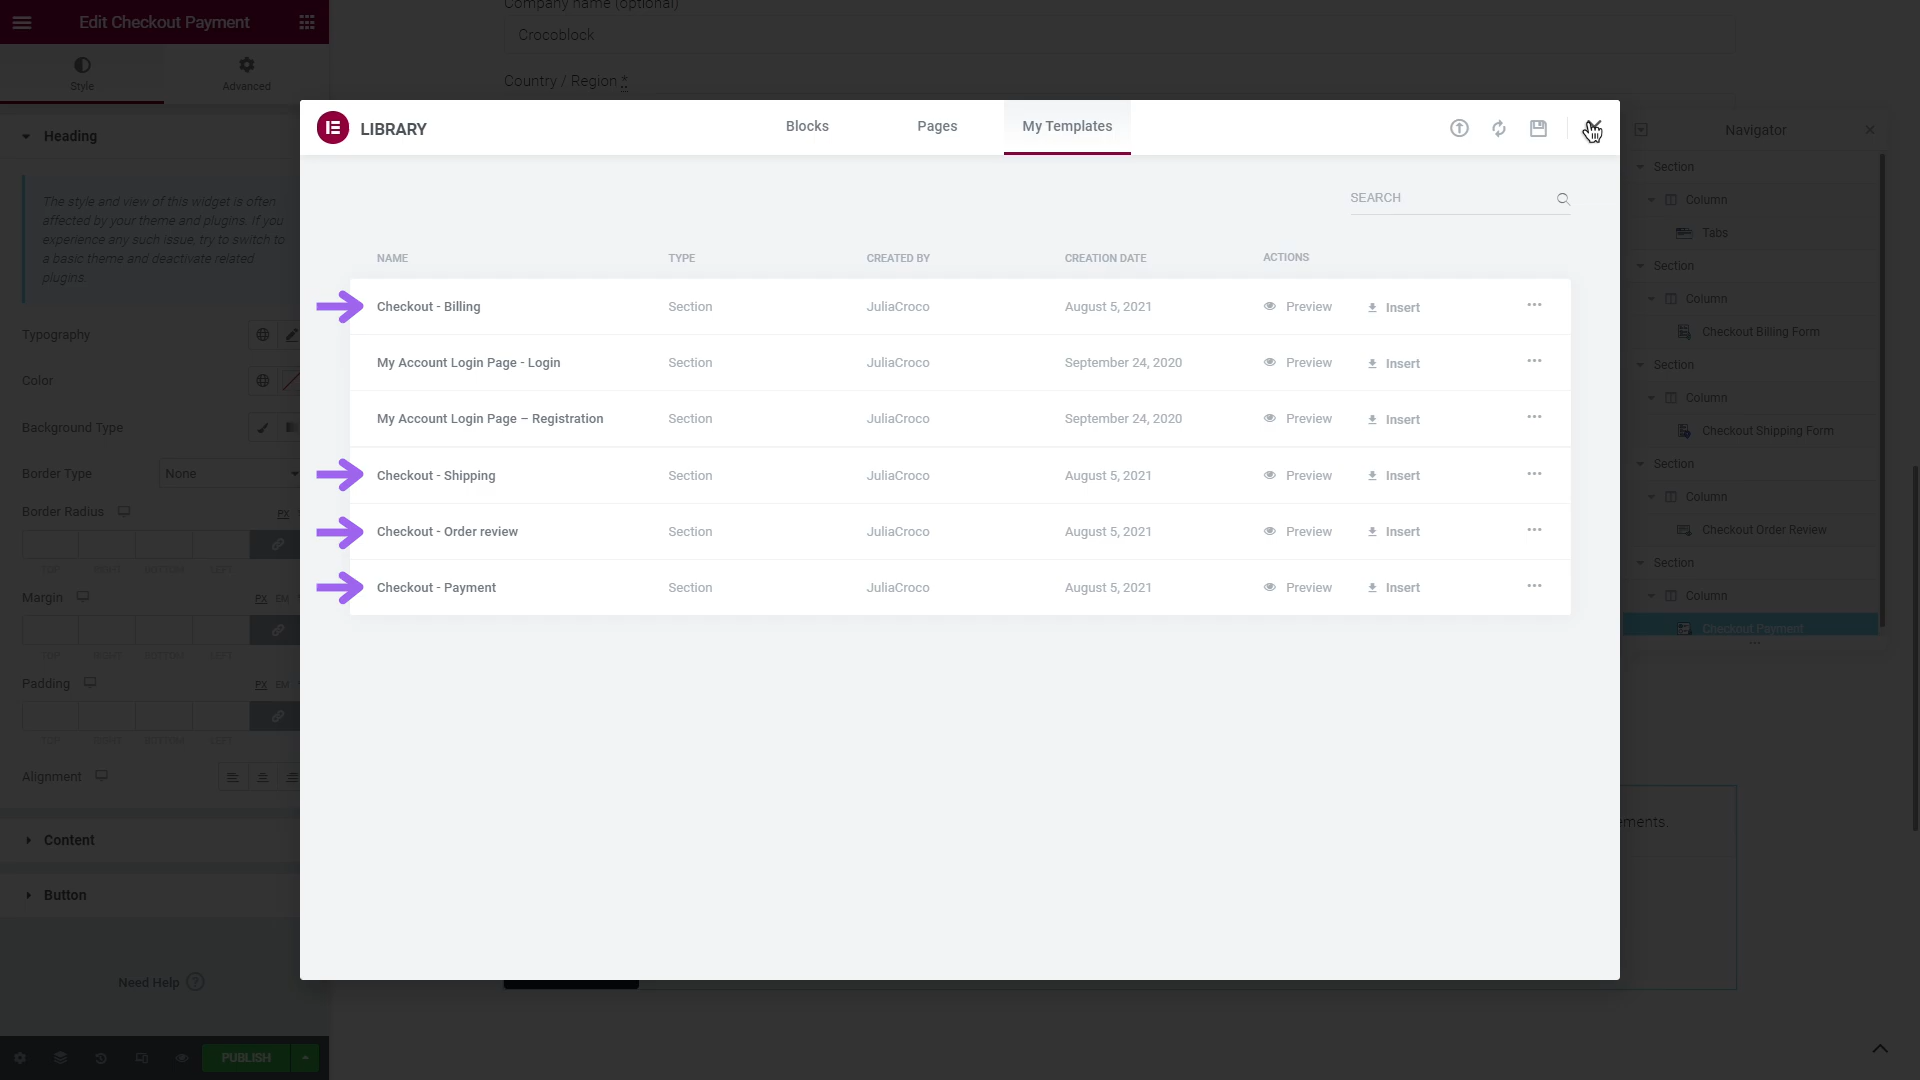 Edit Checkout Payment
Style
Advanced
Heading
The style and view of this widget is often
affected by your theme and plugins. If you
experience any such issue, try to switch to
a basic theme and deactivate related
plugins.
Typography
Color
Background Type
Border Type
None
Border Radius
PX
TOP RIGHT BOTTOM LEFT
Margin
PX EM
TOP RIGHT BOTTOM LEFT
Padding
PX EM
TOP RIGHT BOTTOM LEFT
Alignment
Content
Button
Need Help
PUBLISH
Company name (optional)
Crocoblock
Country / Region *
LIBRARY
Blocks
Pages
My Templates
SEARCH
NAME TYPE CREATED BY CREATION DATE ACTIONS
Checkout - Billing Section JuliaCroco August 5, 2021 Preview Insert
My Account Login Page - Login Section JuliaCroco September 24, 2020 Preview Insert
My Account Login Page – Registration Section JuliaCroco September 24, 2020 Preview Insert
Checkout - Shipping Section JuliaCroco August 5, 2021 Preview Insert
Checkout - Order review Section JuliaCroco August 5, 2021 Preview Insert
Checkout - Payment Section JuliaCroco August 5, 2021 Preview Insert
Navigator
Section
Column
Tabs
Section
Column
Checkout Billing Form
Section
Column
Checkout Shipping Form
Section
Column
Checkout Order Review
Section
Column
Checkout Payment
ements.